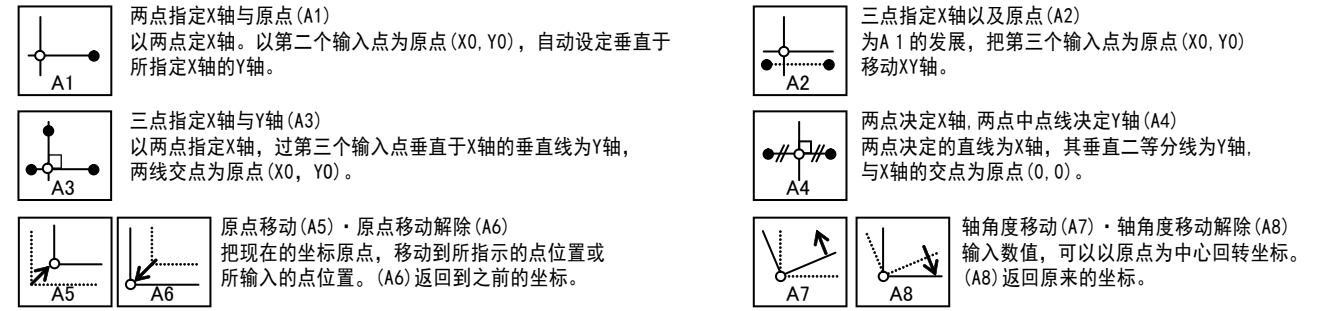 两点指定X轴与原点(A1)
以两点定X轴。以第二个输入点为原点(X0,Y0)，自动设定垂直于
所指定X轴的Y轴。
A1
三点指定X轴以及原点(A2)
为A 1 的发展，把第三个输入点为原点(X0,Y0)
移动XY轴。
A2
三点指定X轴与Y轴(A3)
以两点指定X轴，过第三个输入点垂直于X轴的垂直线为Y轴，
两线交点为原点(X0，Y0)。
A3
两点决定X轴,两点中点线决定Y轴(A4)
两点决定的直线为X轴，其垂直二等分线为Y轴,
与X轴的交点为原点(0,0)。
A4
原点移动(A5)・原点移动解除(A6)
把现在的坐标原点，移动到所指示的点位置或
所输入的点位置。(A6)返回到之前的坐标。
A5 A6
轴角度移动(A7)・轴角度移动解除(A8)
输入数值，可以以原点为中心回转坐标。
(A8)返回原来的坐标。
A7 A8